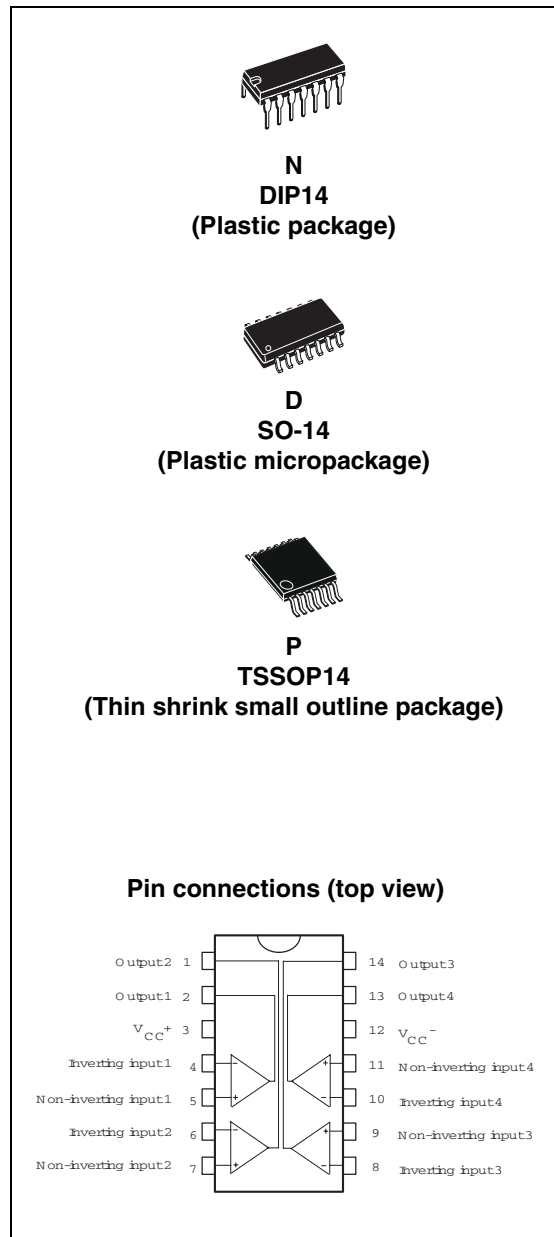 N
DIP14
(Plastic package)
D
SO-14
(Plastic micropackage)
P
TSSOP14
(Thin shrink small outline package)
Pin connections (top view)
Output2 1 14 Output3
Output1 2 13 Output4
VCC+ 3 12 VCC-
Inverting input1 4 - + 11 Non-inverting input4
Non-inverting input1 5 + - 10 Inverting input4
Inverting input2 6 - + 9 Non-inverting input3
Non-inverting input2 7 + - 8 Inverting input3